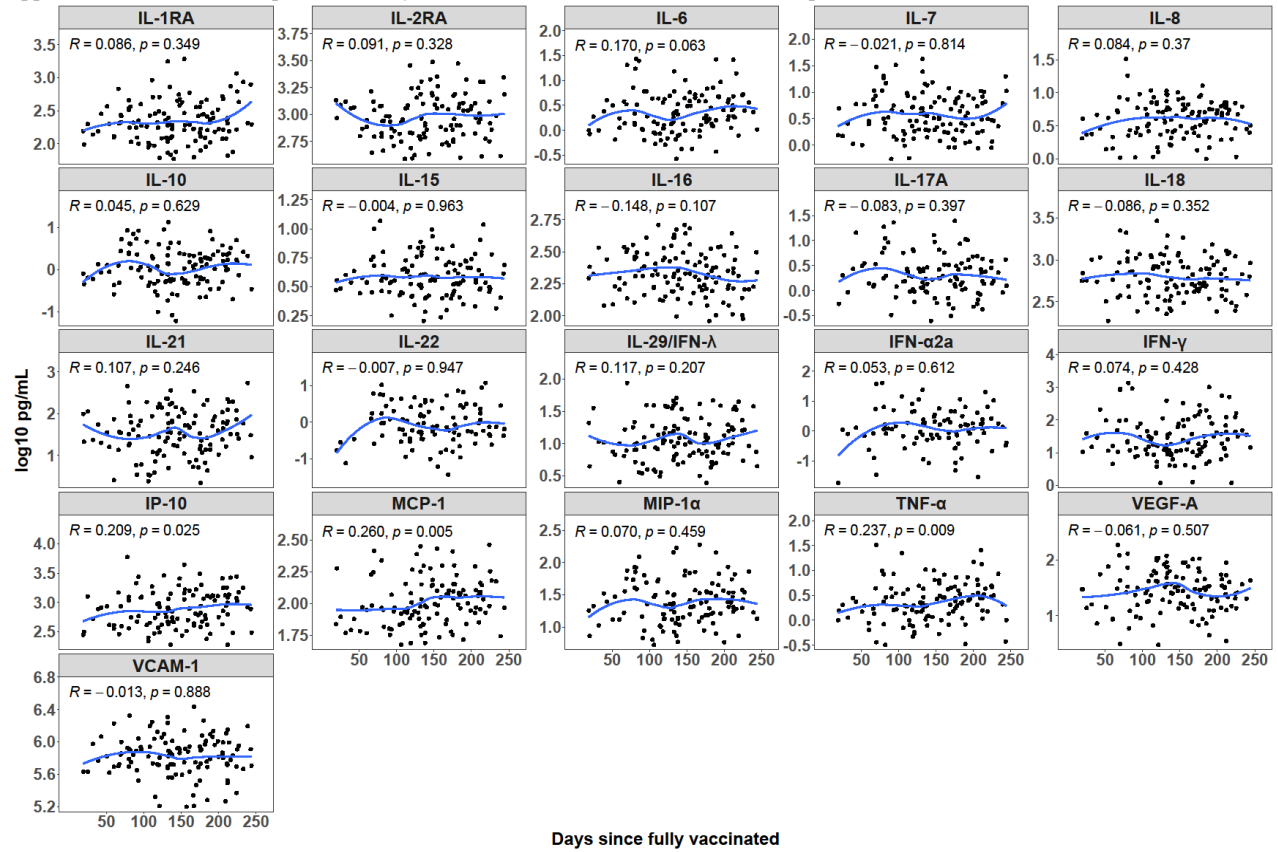 IL-1RA IL-2RA IL-6 IL-7 IL-8
R = 0.086, p = 0.349 R = 0.091, p = 0.328 R = 0.170, p = 0.063 R = −0.021, p = 0.814 R = 0.084, p = 0.37
3.5 3.0 2.5 2.0
3.75 3.50 3.25 3.00 2.75
1.5 1.0 0.5 0.0 -0.5
2.0 1.5 1.0 0.5 0.0
1.5 1.0 0.5 0.0
IL-10 IL-15 IL-16 IL-17A IL-18
R = 0.045, p = 0.629 R = −0.004, p = 0.963 R = −0.148, p = 0.107 R = −0.083, p = 0.397 R = −0.086, p = 0.352
1 0 -1
1.25 1.00 0.75 0.50 0.25
2.75 2.50 2.25 2.00
1.5 1.0 0.5 0.0 -0.5
3.5 3.0 2.5
IL-21 IL-22 IL-29/IFN-λ IFN-α2a IFN-γ
R = 0.107, p = 0.246 R = −0.007, p = 0.947 R = 0.117, p = 0.207 R = 0.053, p = 0.612 R = 0.074, p = 0.428
3 2 1
1 0 -1
2.0 1.5 1.0 0.5
2 1 0 -1
4 3 2 1 0
log10 pg/mL
IP-10 MCP-1 MIP-1α TNF-α VEGF-A
R = 0.209, p = 0.025 R = 0.260, p = 0.005 R = 0.070, p = 0.459 R = 0.237, p = 0.009 R = −0.061, p = 0.507
4.0 3.5 3.0 2.5
2.50 2.25 2.00 1.75
2.5 2.0 1.5 1.0
2.0 1.5 1.0 0.5 0.0 -0.5
2 1
50 100 150 200 250 50 100 150 200 250 50 100 150 200 250 50 100 150 200 250
VCAM-1
R = −0.013, p = 0.888
6.8 6.4 6.0 5.6 5.2
50 100 150 200 250
Days since fully vaccinated